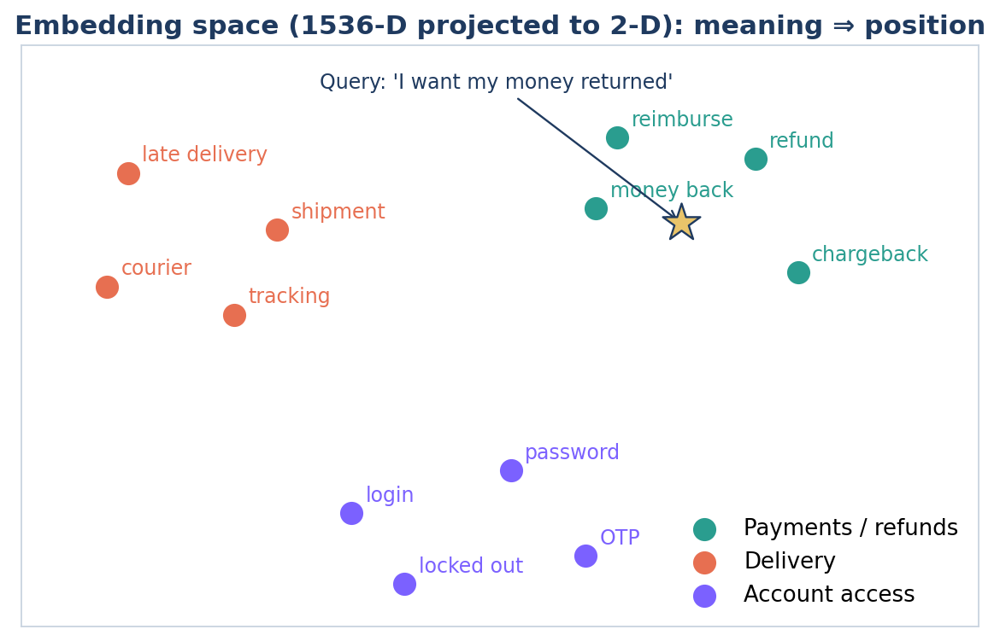 Embedding space (1536-D projected to 2-D): meaning ⇒ position
Query: 'I want my money returned'
reimburse
refund
late delivery
money back
shipment
chargeback
courier
tracking
password
login
OTP
locked out
Payments / refunds
Delivery
Account access